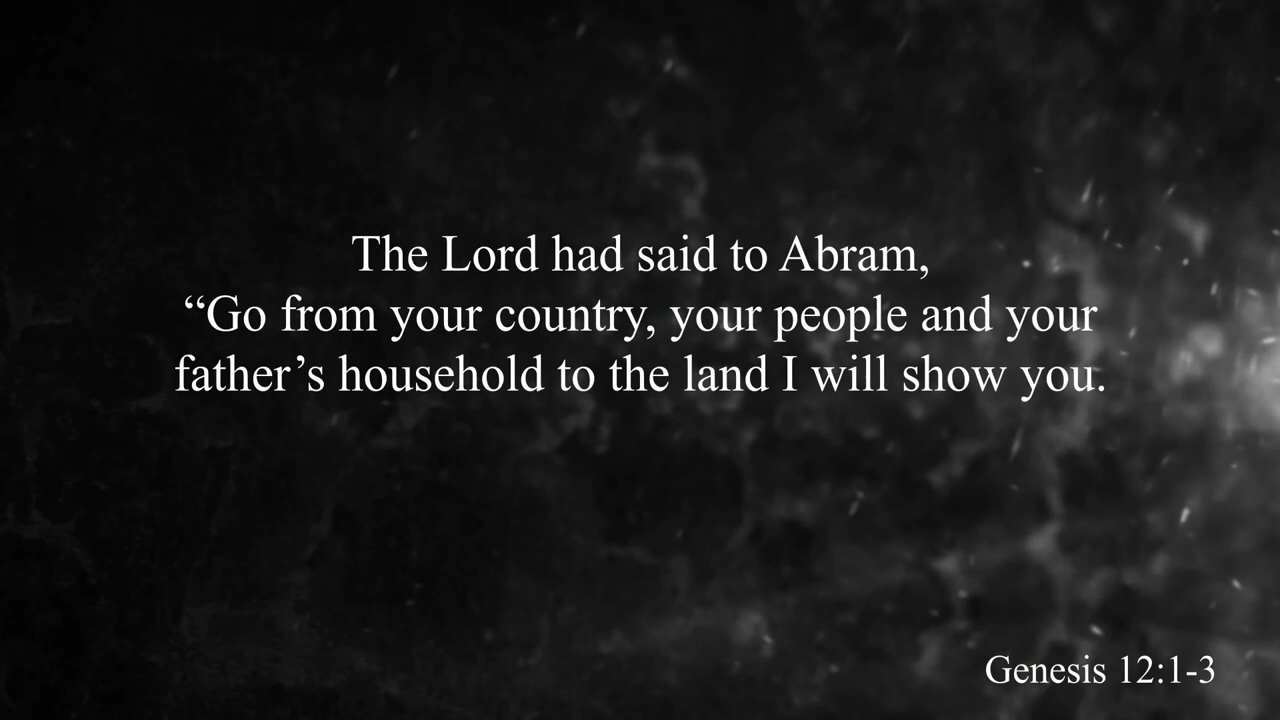 The Lord had said to Abram,
“Go from your country, your people and your
father’s household to the land I will show you.
Genesis 12:1-3